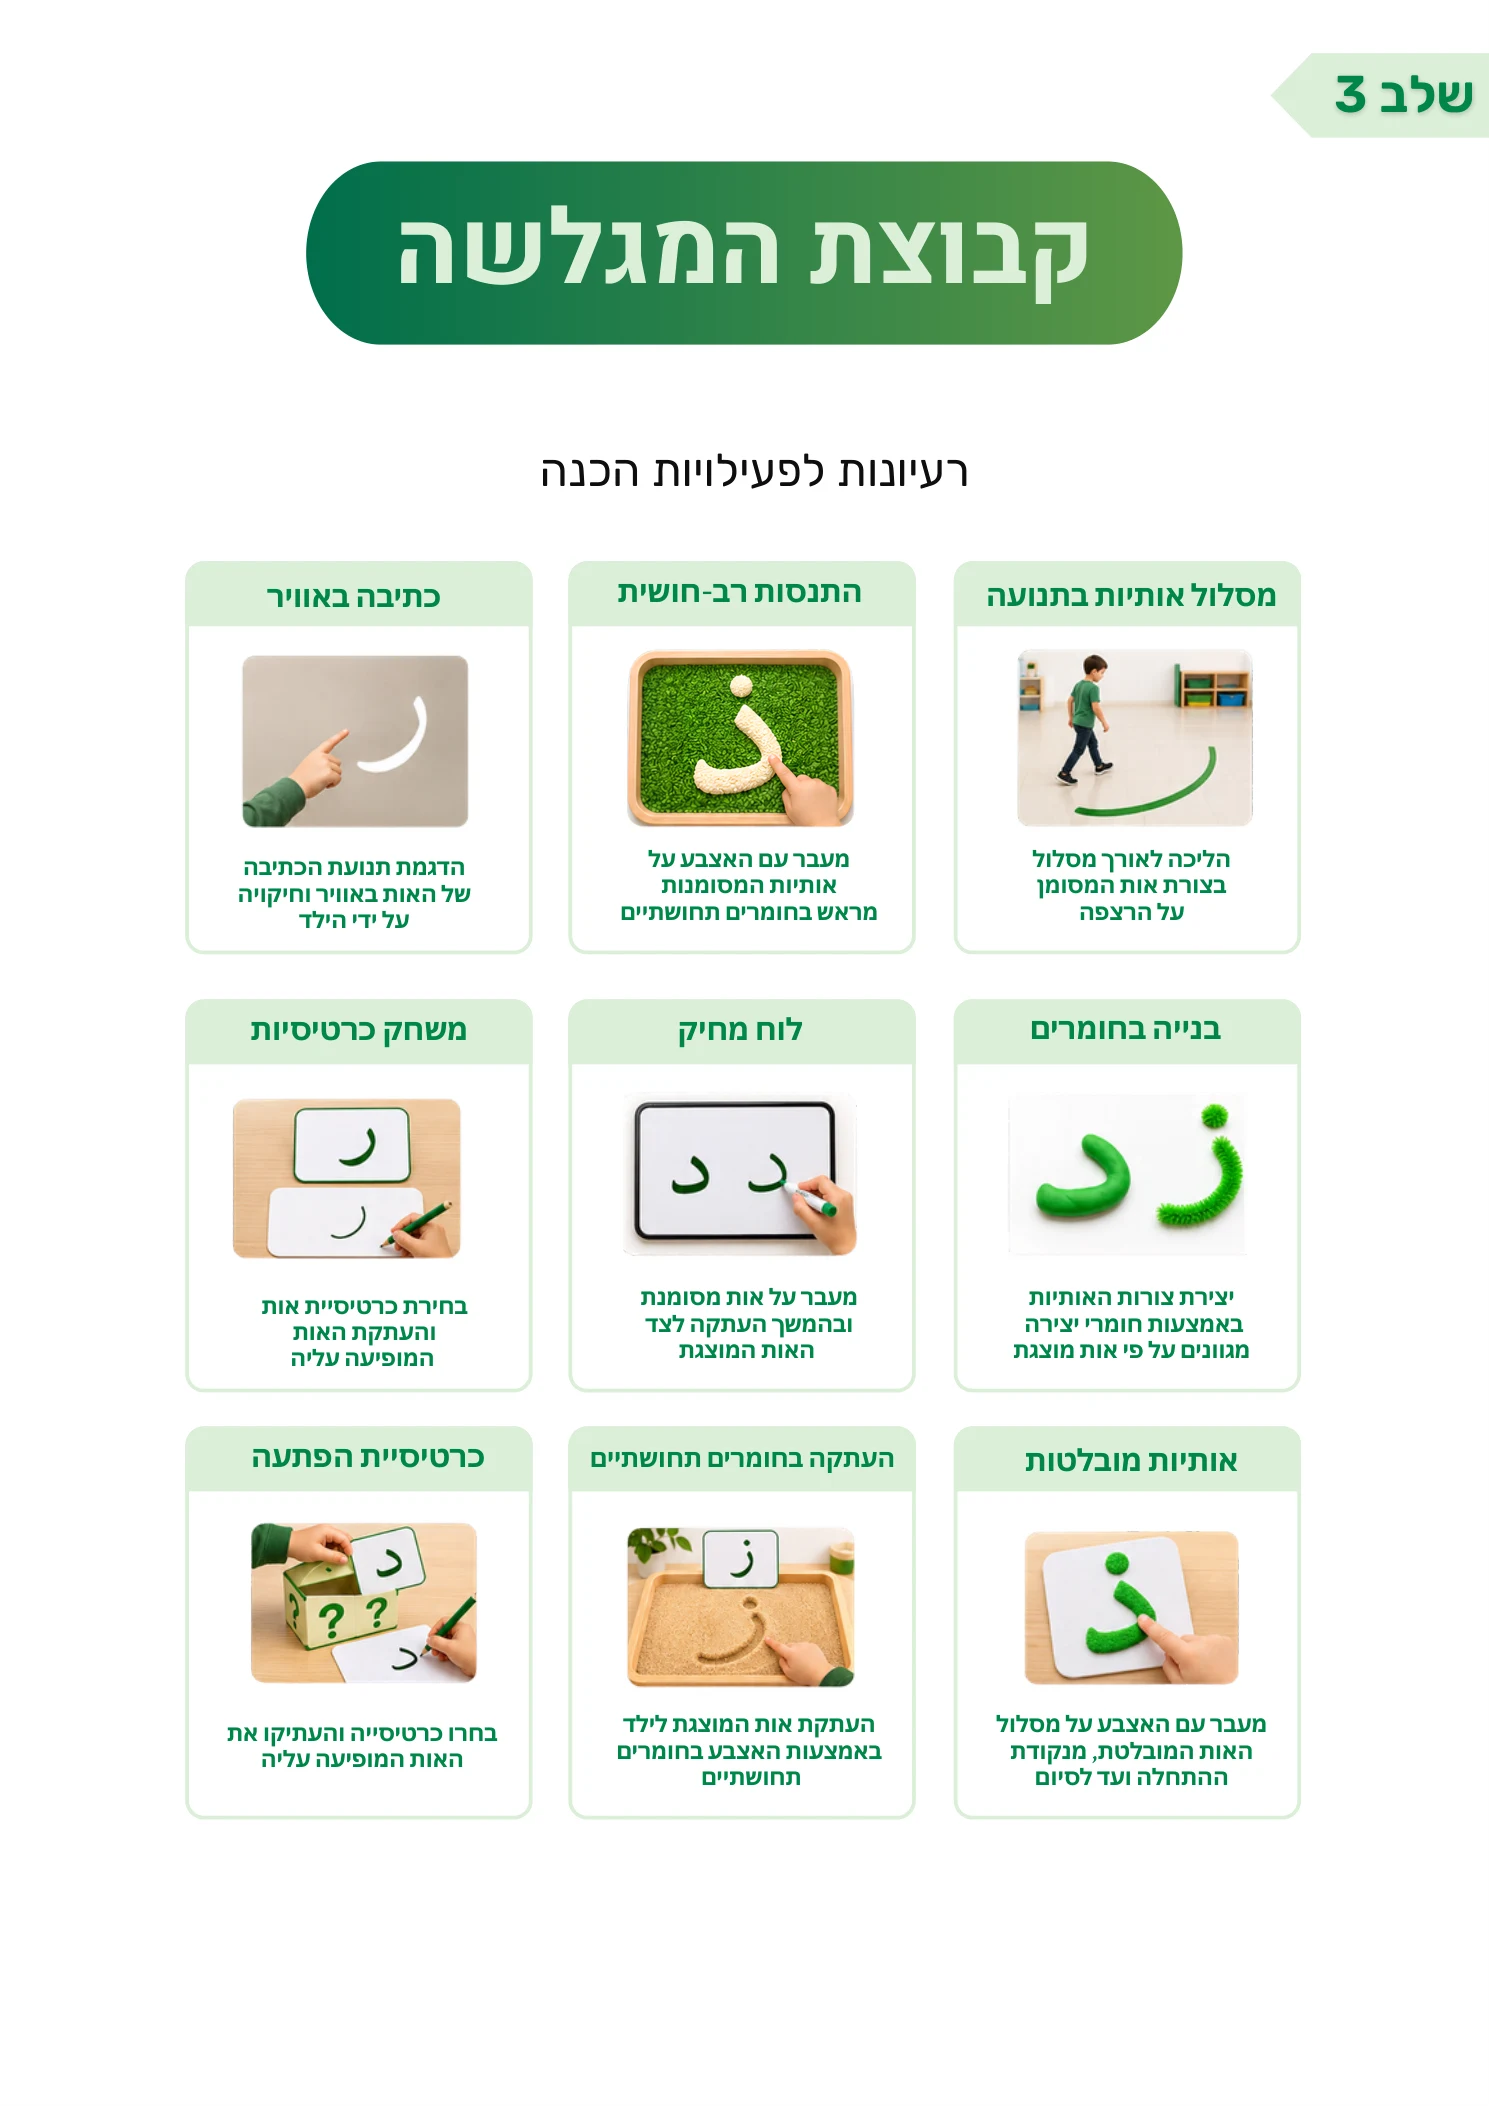 שלב 3
קבוצת המגלשה
רעיונות לפעילויות הכנה
מסלול אותיות בתנועה
הליכה לאורך מסלול
בצורת אות המסומן
על הרצפה
התנסות רב-חושית
ز
מעבר עם האצבע על
אותיות המסומנות
מראש בחומרים תחושתיים
כתיבה באוויר
ر
הדגמת תנועת הכתיבה
של האות באוויר וחיקויה
על ידי הילד
בנייה בחומרים
د ز
יצירת צורות האותיות
באמצעות חומרי יצירה
מגוונים על פי אות מוצגת
לוח מחיק
د د
מעבר על אות מסומנת
ובהמשך העתקה לצד
האות המוצגת
משחק כרטיסיות
ر
ر
בחירת כרטיסיית אות
והעתקת האות
המופיעה עליה
אותיות מובלטות
ذ
מעבר עם האצבע על מסלול
האות המובלטת, מנקודת
ההתחלה ועד לסיום
העתקה בחומרים תחושתיים
ز
ز
העתקת אות המוצגת לילד
באמצעות האצבע בחומרים
תחושתיים
כרטיסיית הפתעה
د
? ? ?
د
בחרו כרטיסייה והעתיקו את
האות המופיעה עליה